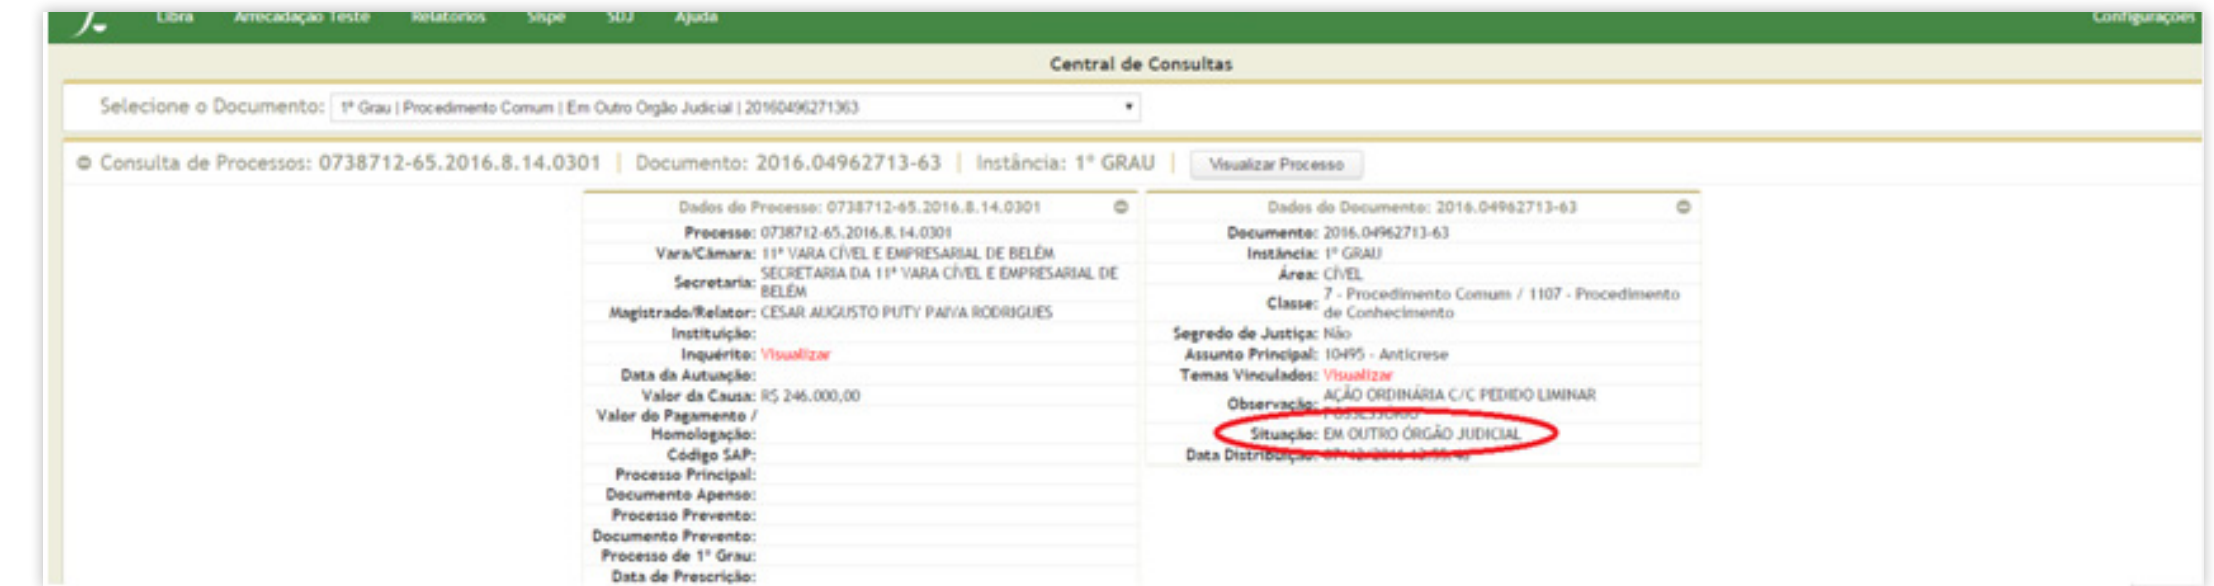 Libra Arrecadação Teste Relatórios Sispe SDJ Ajuda Configurações
Central de Consultas
Selecione o Documento: 1º Grau | Procedimento Comum | Em Outro Orgão Judicial | 20160496271363
Consulta de Processos: 0738712-65.2016.8.14.0301 | Documento: 2016.04962713-63 | Instância: 1º GRAU | Visualizar Processo
Dados do Processo: 0738712-65.2016.8.14.0301
Processo: 0738712-65.2016.8.14.0301
Vara/Câmara: 11ª VARA CÍVEL E EMPRESARIAL DE BELÉM
Secretaria: SECRETARIA DA 11ª VARA CÍVEL E EMPRESARIAL DE
BELÉM
Magistrado/Relator: CESAR AUGUSTO PUTY PAIVA RODRIGUES
Instituição:
Inquérito: Visualizar
Data da Autuação:
Valor da Causa: R$ 246.000,00
Valor do Pagamento /
Homologação:
Código SAP:
Processo Principal:
Documento Apenso:
Processo Prevento:
Documento Prevento:
Processo de 1º Grau:
Data de Prescrição:
Dados do Documento: 2016.04962713-63
Documento: 2016.04962713-63
Instância: 1º GRAU
Área: CÍVEL
Classe: 7 - Procedimento Comum / 1107 - Procedimento
de Conhecimento
Segredo de Justiça: Não
Assunto Principal: 10495 - Anticrese
Temas Vinculados: Visualizar
Observação: AÇÃO ORDINÁRIA C/C PEDIDO LIMINAR
POSSESSÓRIO
Situação: EM OUTRO ÓRGÃO JUDICIAL
Data Distribuição: